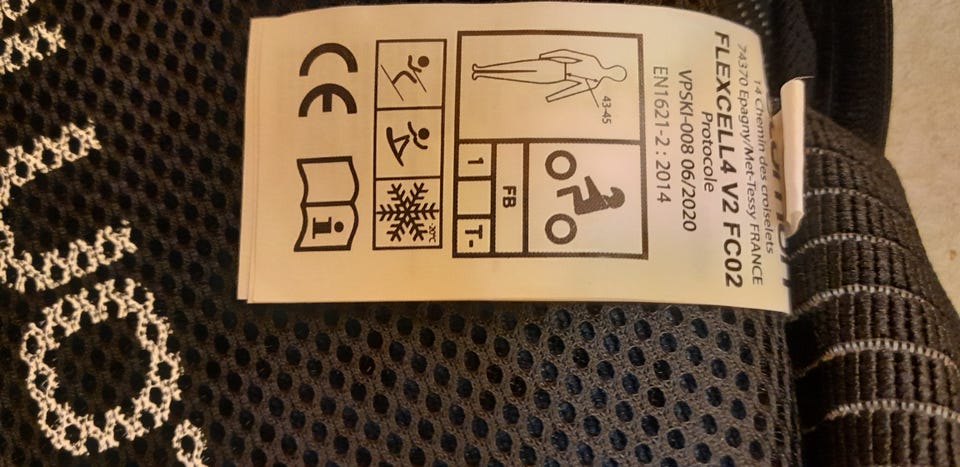 14 Chemin des croiselets
74370 Epagny/Met-Tessy FRANCE
FLEXCELL4 V2 FC02
Protocole
VPSKI-008 06/2020
EN1621-2 : 2014
43-45
FB
1
T-
-20°C
CE
i